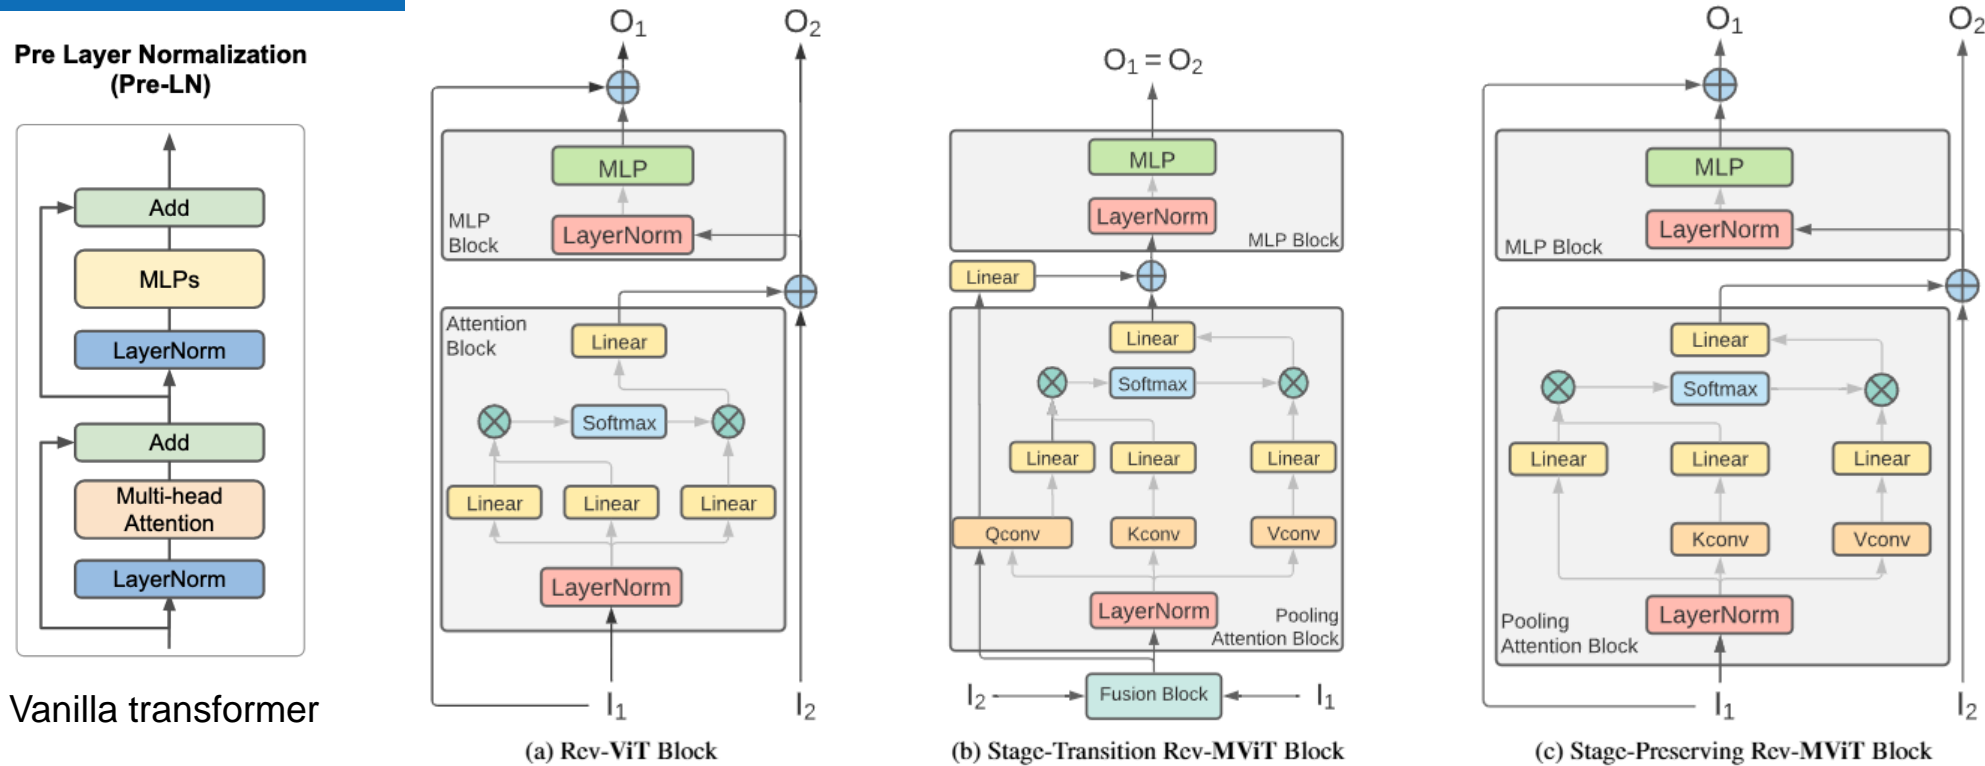 Pre Layer Normalization
(Pre-LN)
Add
MLPs
LayerNorm
Add
Multi-head
Attention
LayerNorm
Vanilla transformer
O1
O2
MLP
LayerNorm
MLP
Block
Attention
Block
Linear
Softmax
Linear
Linear
Linear
LayerNorm
I1
I2
(a) Rev-ViT Block
O1 = O2
MLP
LayerNorm
MLP Block
Linear
Linear
Softmax
Linear
Linear
Linear
Qconv
Kconv
Vconv
LayerNorm
Pooling
Attention Block
I2
Fusion Block
I1
(b) Stage-Transition Rev-MViT Block
O1
O2
MLP
LayerNorm
MLP Block
Linear
Softmax
Linear
Linear
Linear
Kconv
Vconv
LayerNorm
Pooling
Attention Block
I1
I2
(c) Stage-Preserving Rev-MViT Block